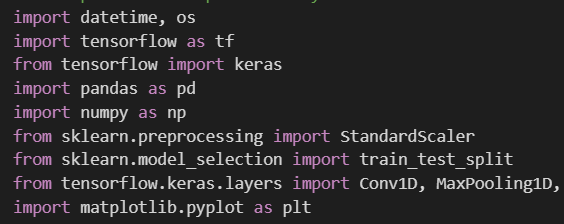 import datetime, os
import tensorflow as tf
from tensorflow import keras
import pandas as pd
import numpy as np
from sklearn.preprocessing import StandardScaler
from sklearn.model_selection import train_test_split
from tensorflow.keras.layers import Conv1D, MaxPooling1D,
import matplotlib.pyplot as plt